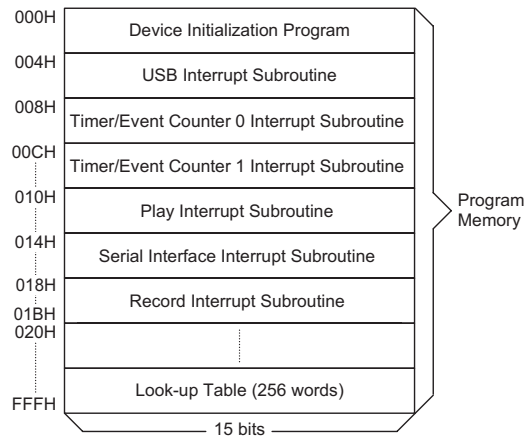 000H
Device Initialization Program
004H
USB Interrupt Subroutine
008H
Timer/Event Counter 0 Interrupt Subroutine
00CH
Timer/Event Counter 1 Interrupt Subroutine
010H
Play Interrupt Subroutine
014H
Serial Interface Interrupt Subroutine
018H
Record Interrupt Subroutine
01BH
020H
Look-up Table (256 words)
FFFH
15 bits
Program
Memory